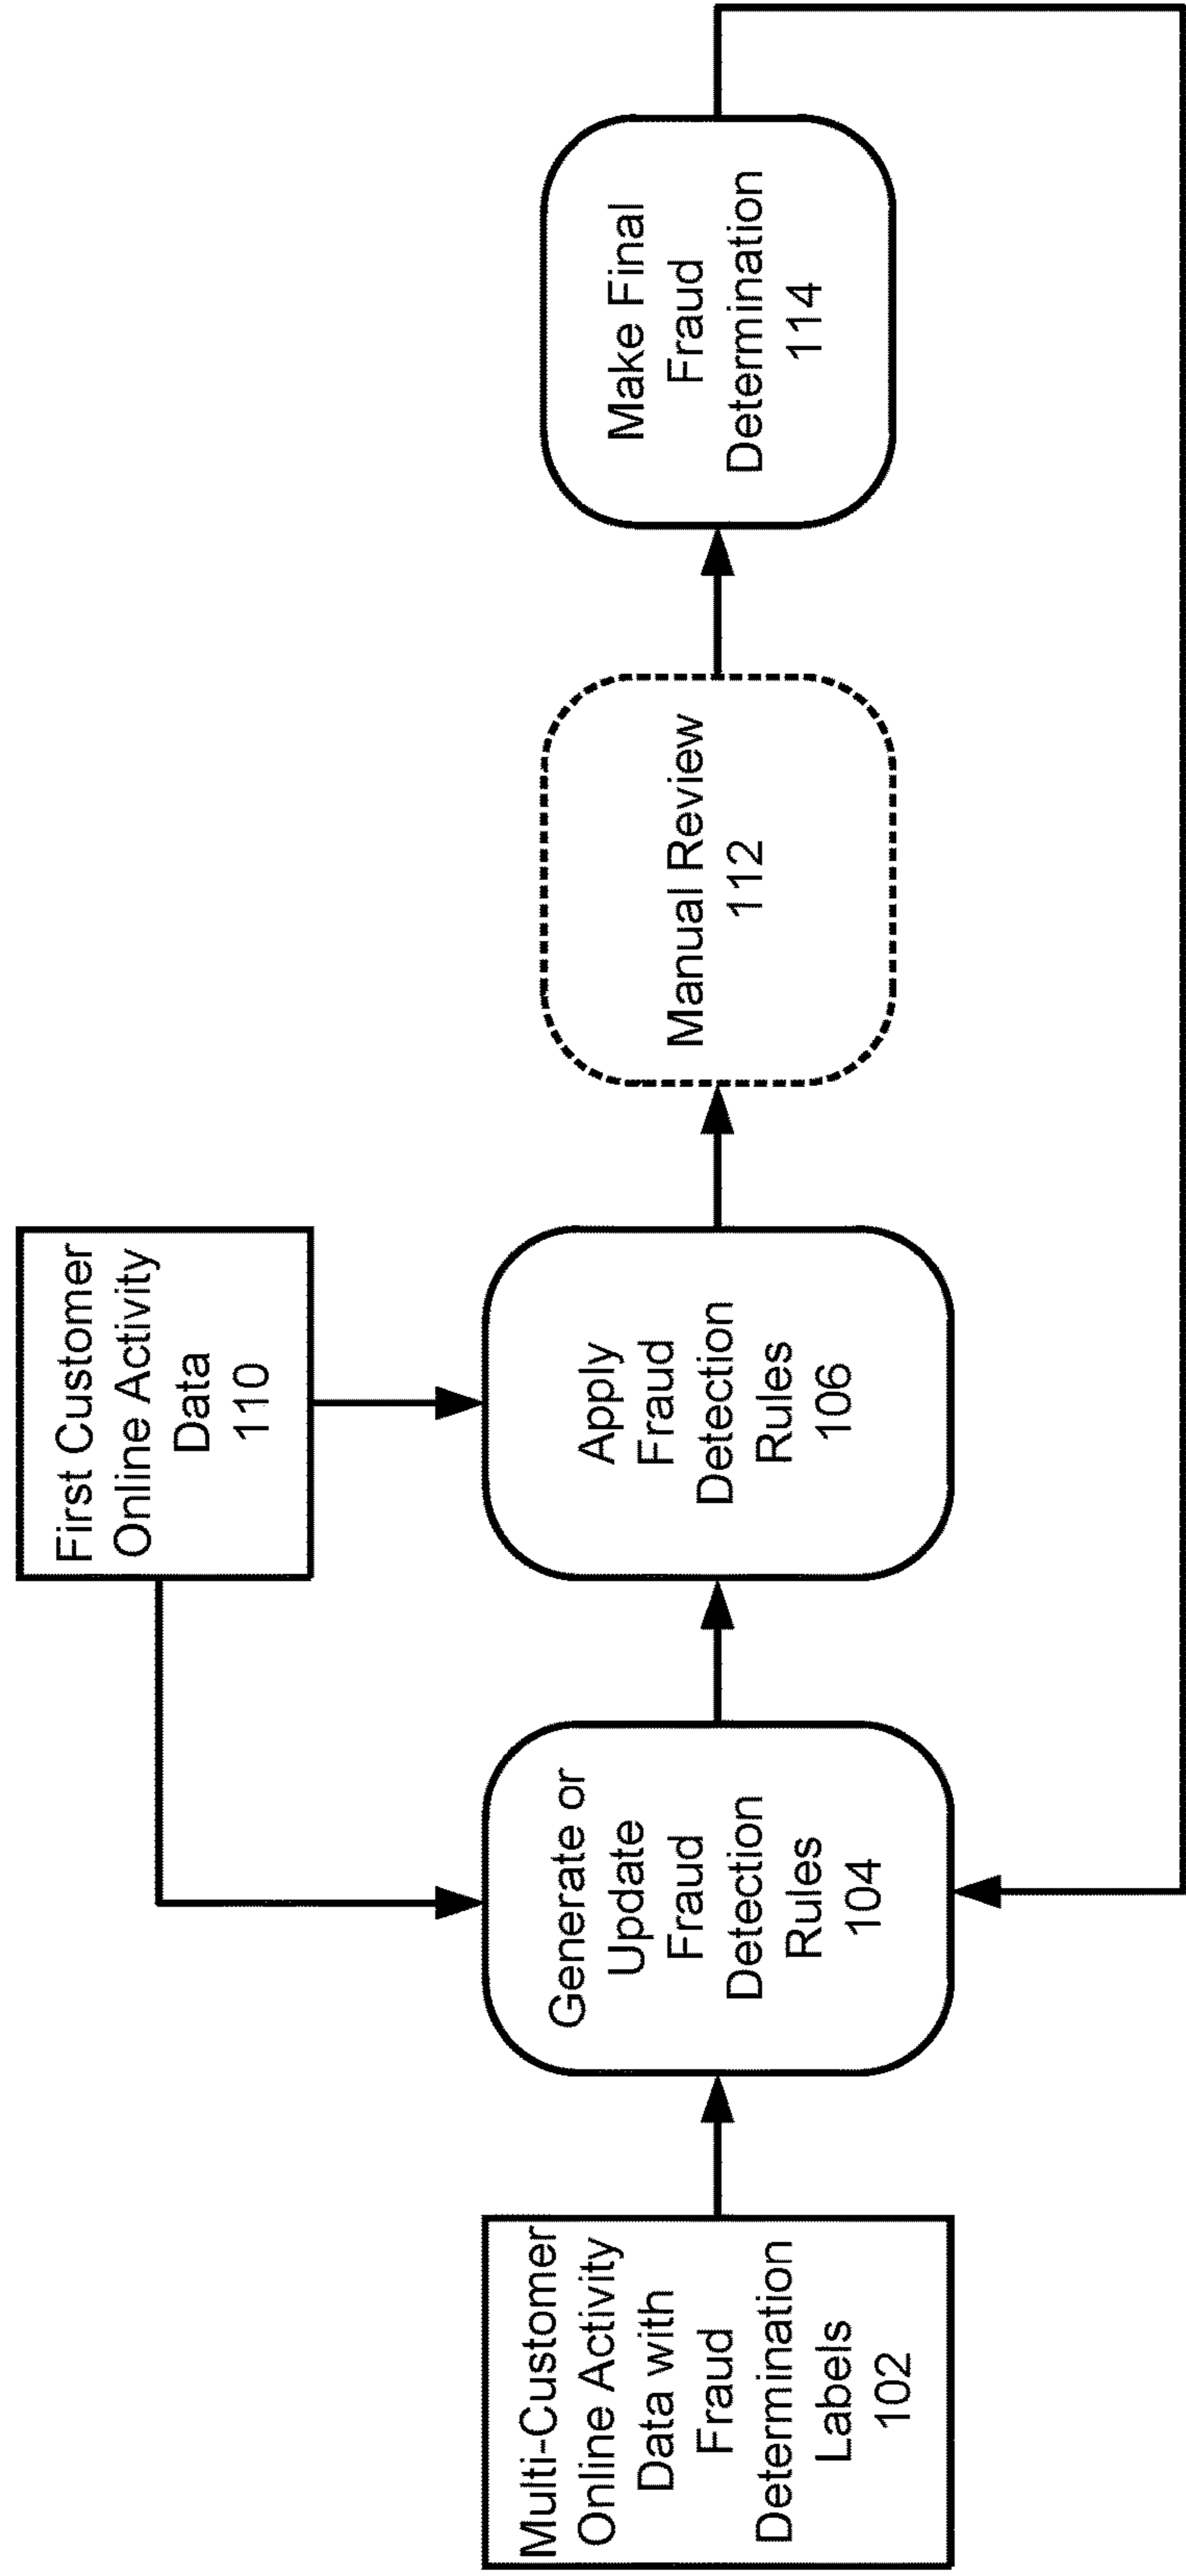 First Customer
Online Activity
Data
110
Multi-Customer
Online Activity
Data with
Fraud
Determination
Labels
102
Generate or
Update
Fraud
Detection
Rules
104
Apply
Fraud
Detection
Rules
106
Manual Review
112
Make Final
Fraud
Determination
114